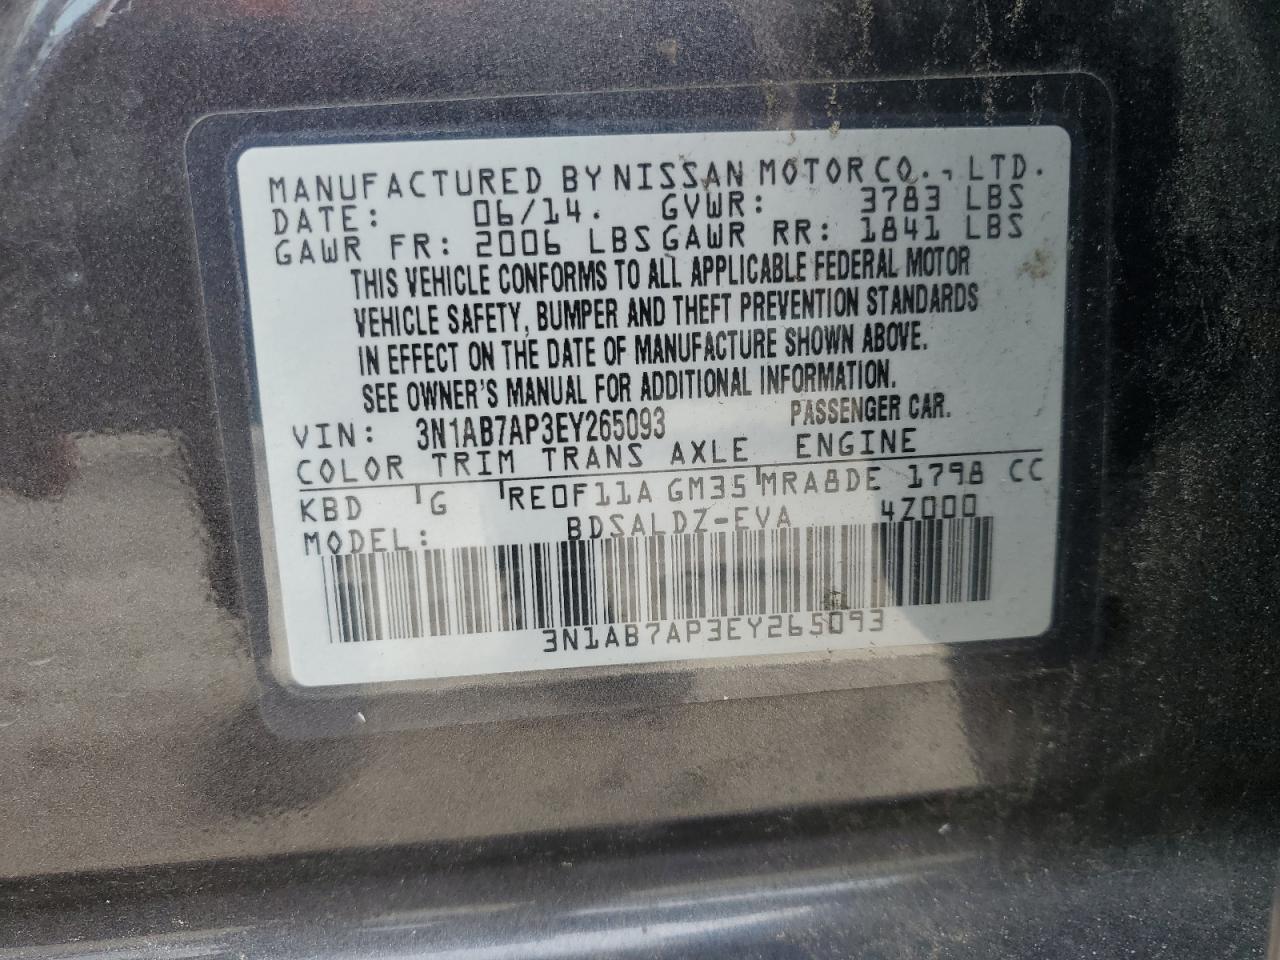 MANUFACTURED BY NISSAN MOTOR CO., LTD.
DATE: 06/14. GVWR: 3783 LBS
GAWR FR: 2006 LBS GAWR RR: 1841 LBS
THIS VEHICLE CONFORMS TO ALL APPLICABLE FEDERAL MOTOR
VEHICLE SAFETY, BUMPER AND THEFT PREVENTION STANDARDS
IN EFFECT ON THE DATE OF MANUFACTURE SHOWN ABOVE.
SEE OWNER'S MANUAL FOR ADDITIONAL INFORMATION.
VIN: 3N1AB7AP3EY265093 PASSENGER CAR.
COLOR TRIM TRANS AXLE ENGINE
KBD G RE0F11A GM35 MRA8DE 1798 CC
MODEL: BDSALDZ-EVA 4Z000
3N1AB7AP3EY265093